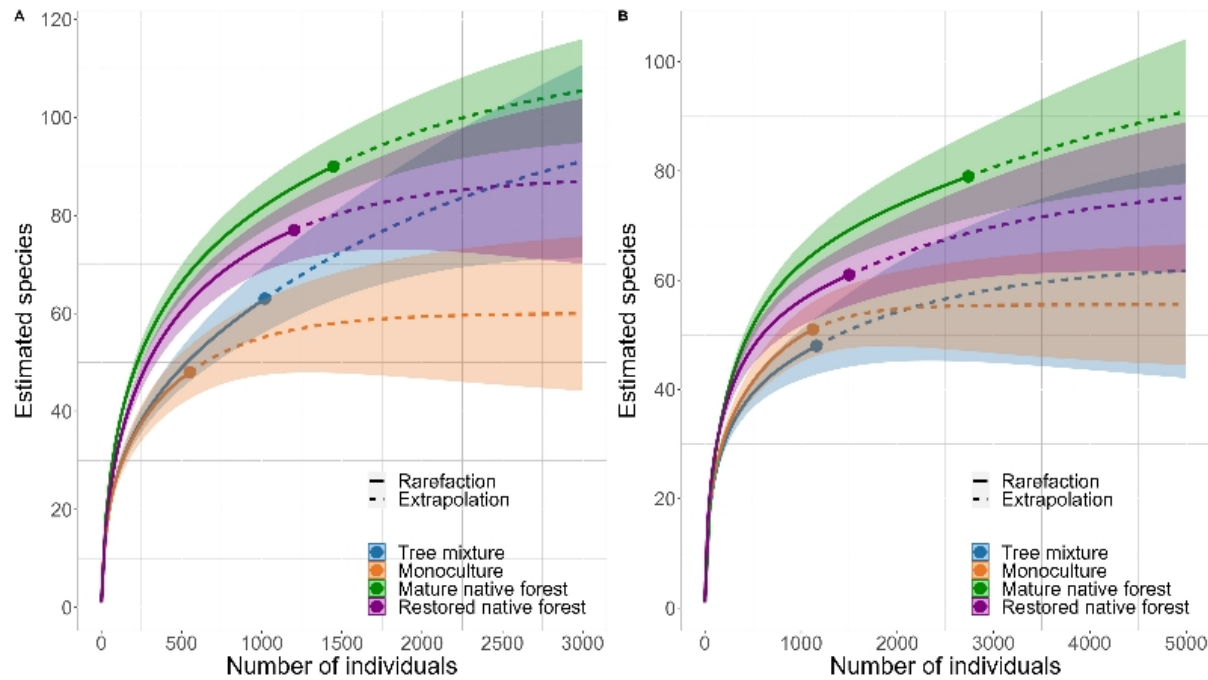 A
120
100
80
60
40
20
0
Estimated species
Rarefaction
Extrapolation
Tree mixture
Monoculture
Mature native forest
Restored native forest
0 500 1000 1500 2000 2500 3000
Number of individuals
B
100
80
60
40
20
0
Estimated species
Rarefaction
Extrapolation
Tree mixture
Monoculture
Mature native forest
Restored native forest
0 1000 2000 3000 4000 5000
Number of individuals